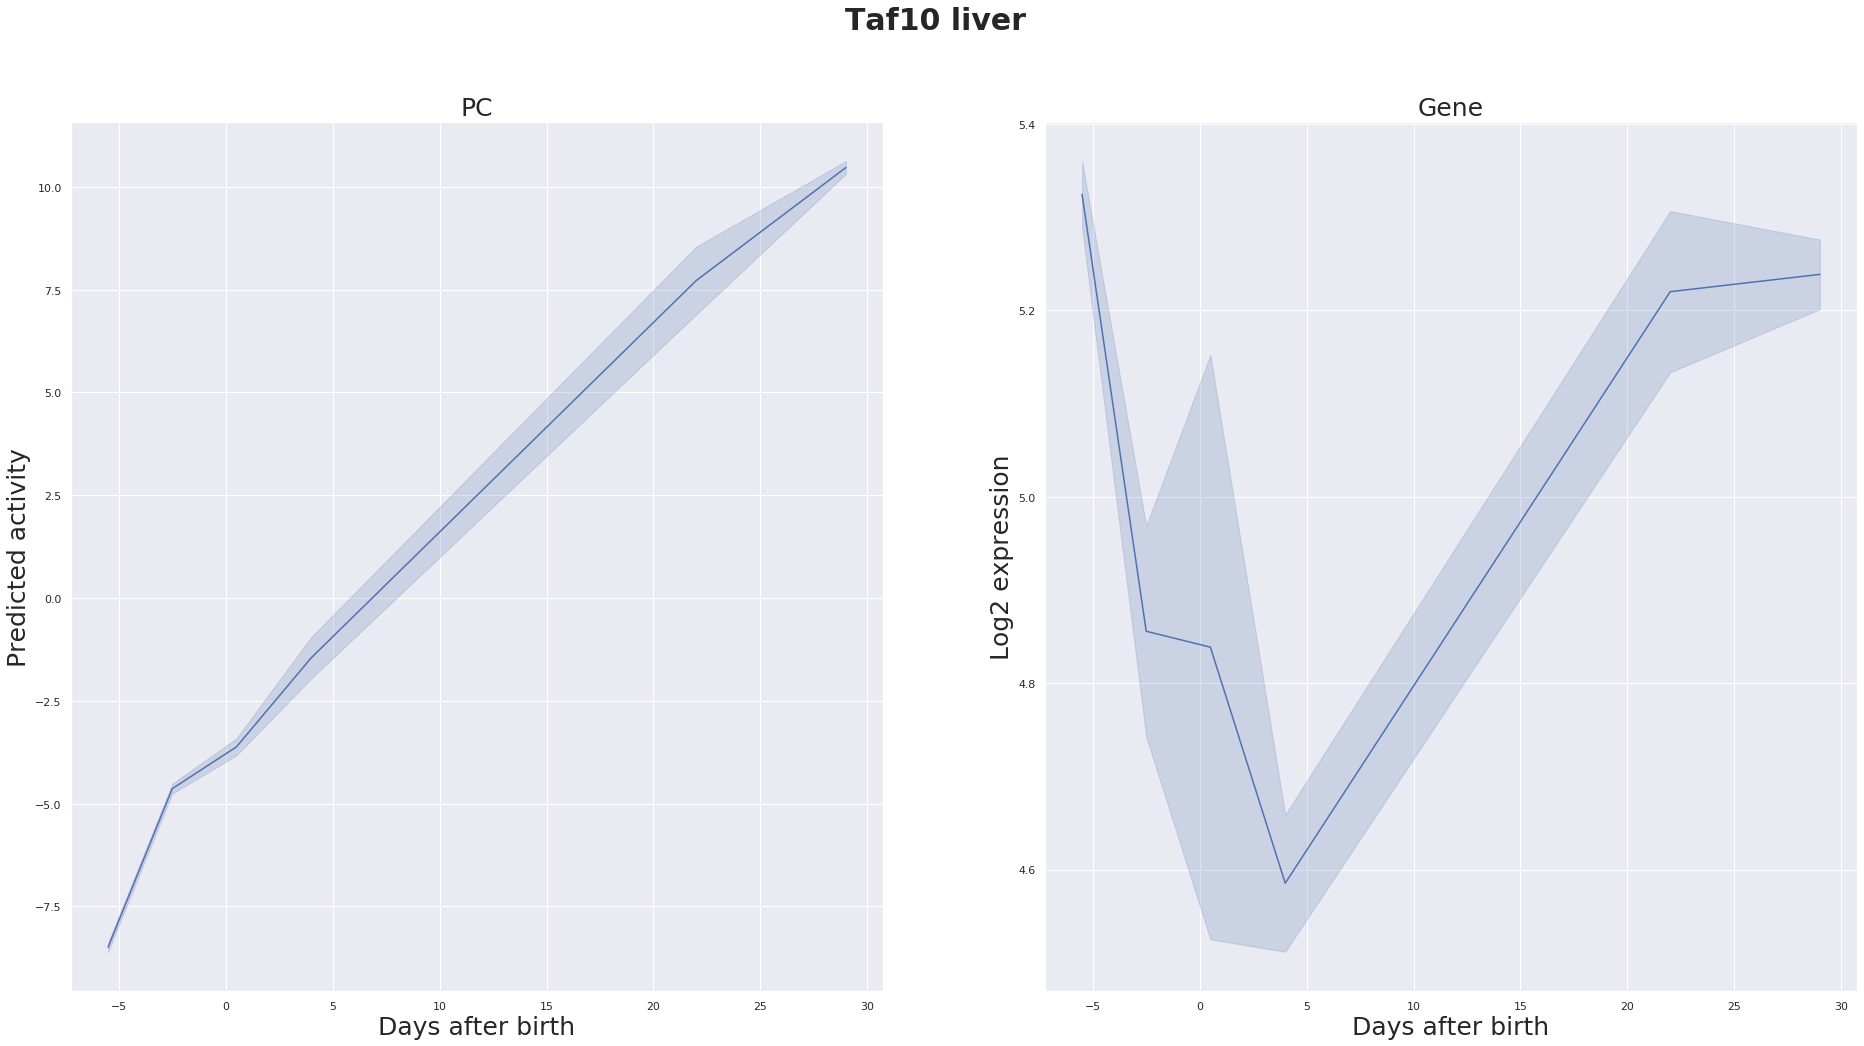 Taf10 liver
PC
Predicted activity
10.0
7.5
5.0
2.5
0.0
−2.5
−5.0
−7.5
−5 0 5 10 15 20 25 30
Days after birth
Gene
Log2 expression
5.4
5.2
5.0
4.8
4.6
−5 0 5 10 15 20 25 30
Days after birth